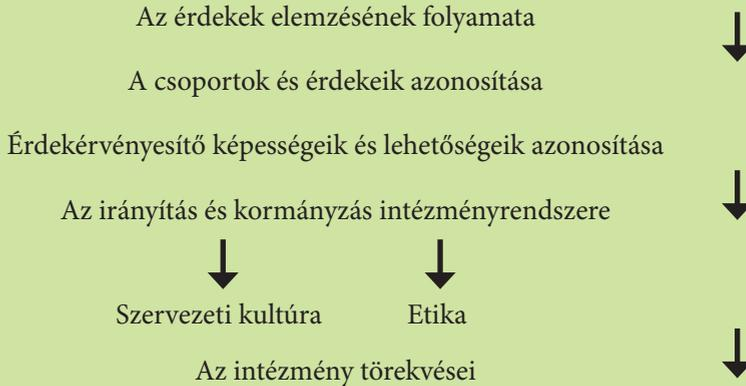 Az érdekek elemzésének folyamata
A csoportok és érdekeik azonosítása
Érdekérvényesítő képességeik és lehetőségeik azonosítása
Az irányítás és kormányzás intézményrendszere
Szervezeti kultúra Etika
Az intézmény törekvései